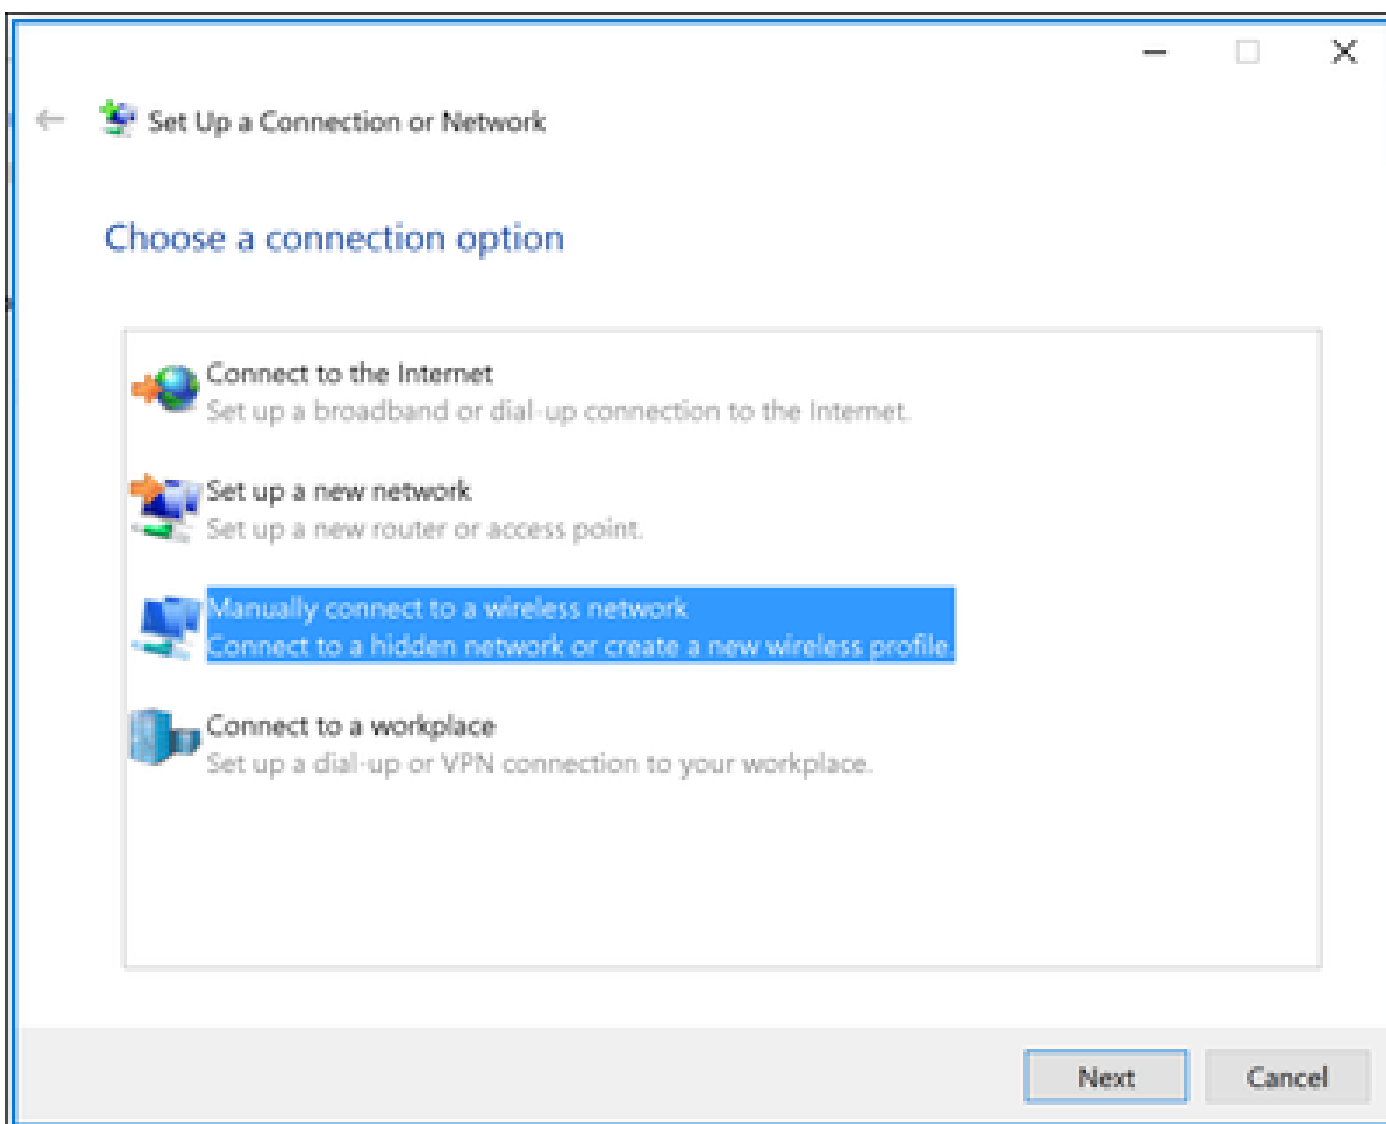 Set Up a Connection or Network
Choose a connection option
Connect to the Internet
Set up a broadband or dial-up connection to the Internet.
Set up a new network
Set up a new router or access point.
Manually connect to a wireless network
Connect to a hidden network or create a new wireless profile.
Connect to a workplace
Set up a dial-up or VPN connection to your workplace.
Next Cancel